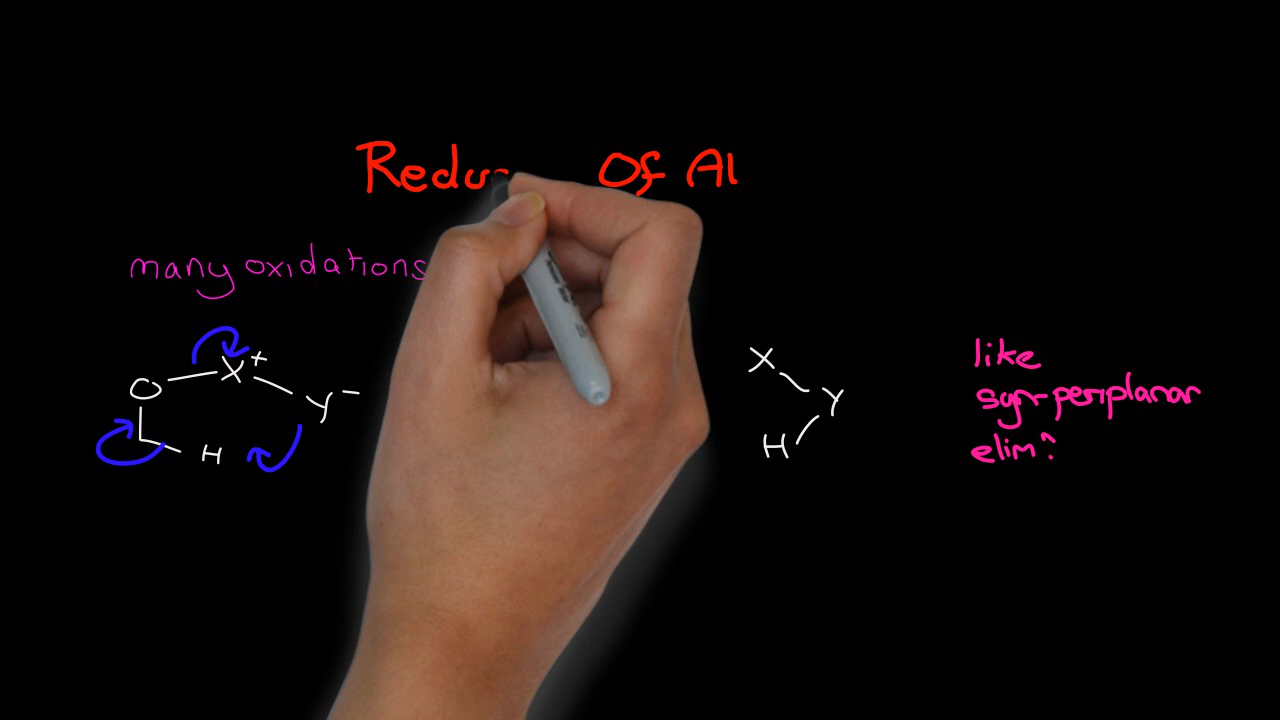 Redu Of Al
many oxidations
O X + Y − H
X Y H
like
syn-periplanar
elim?